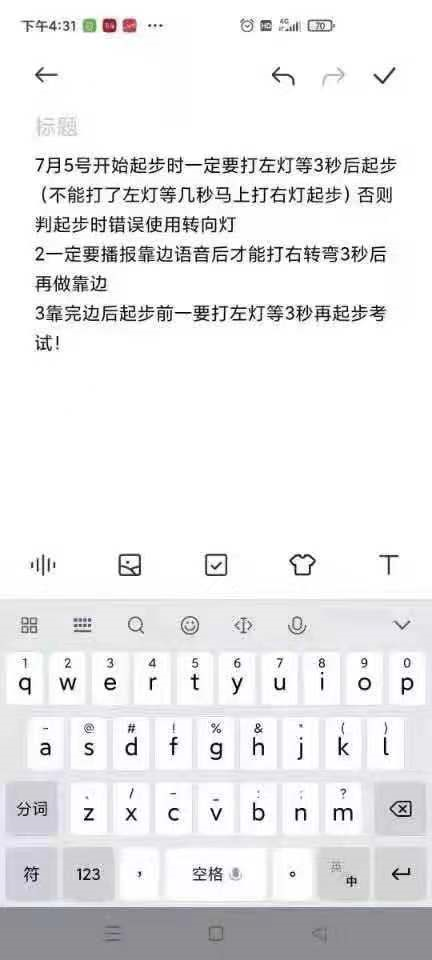 下午4:31
HD
4G
70
标题
7月5号开始起步时一定要打左灯等3秒后起步
（不能打了左灯等几秒马上打右灯起步) 否则
判起步时错误使用转向灯
2一定要播报靠边语音后才能打右转弯3秒后
再做靠边
3靠完边后起步前一要打左灯等3秒再起步考
试！
T
1 2 3 4 5 6 7 8 9 0
q w e r t y u i o p
- @ # ! % & * ( )
a s d f g h j k l
、 / – _ : ; ?
分词 z x c v b n m
符 123 ， 空格 。 英 中